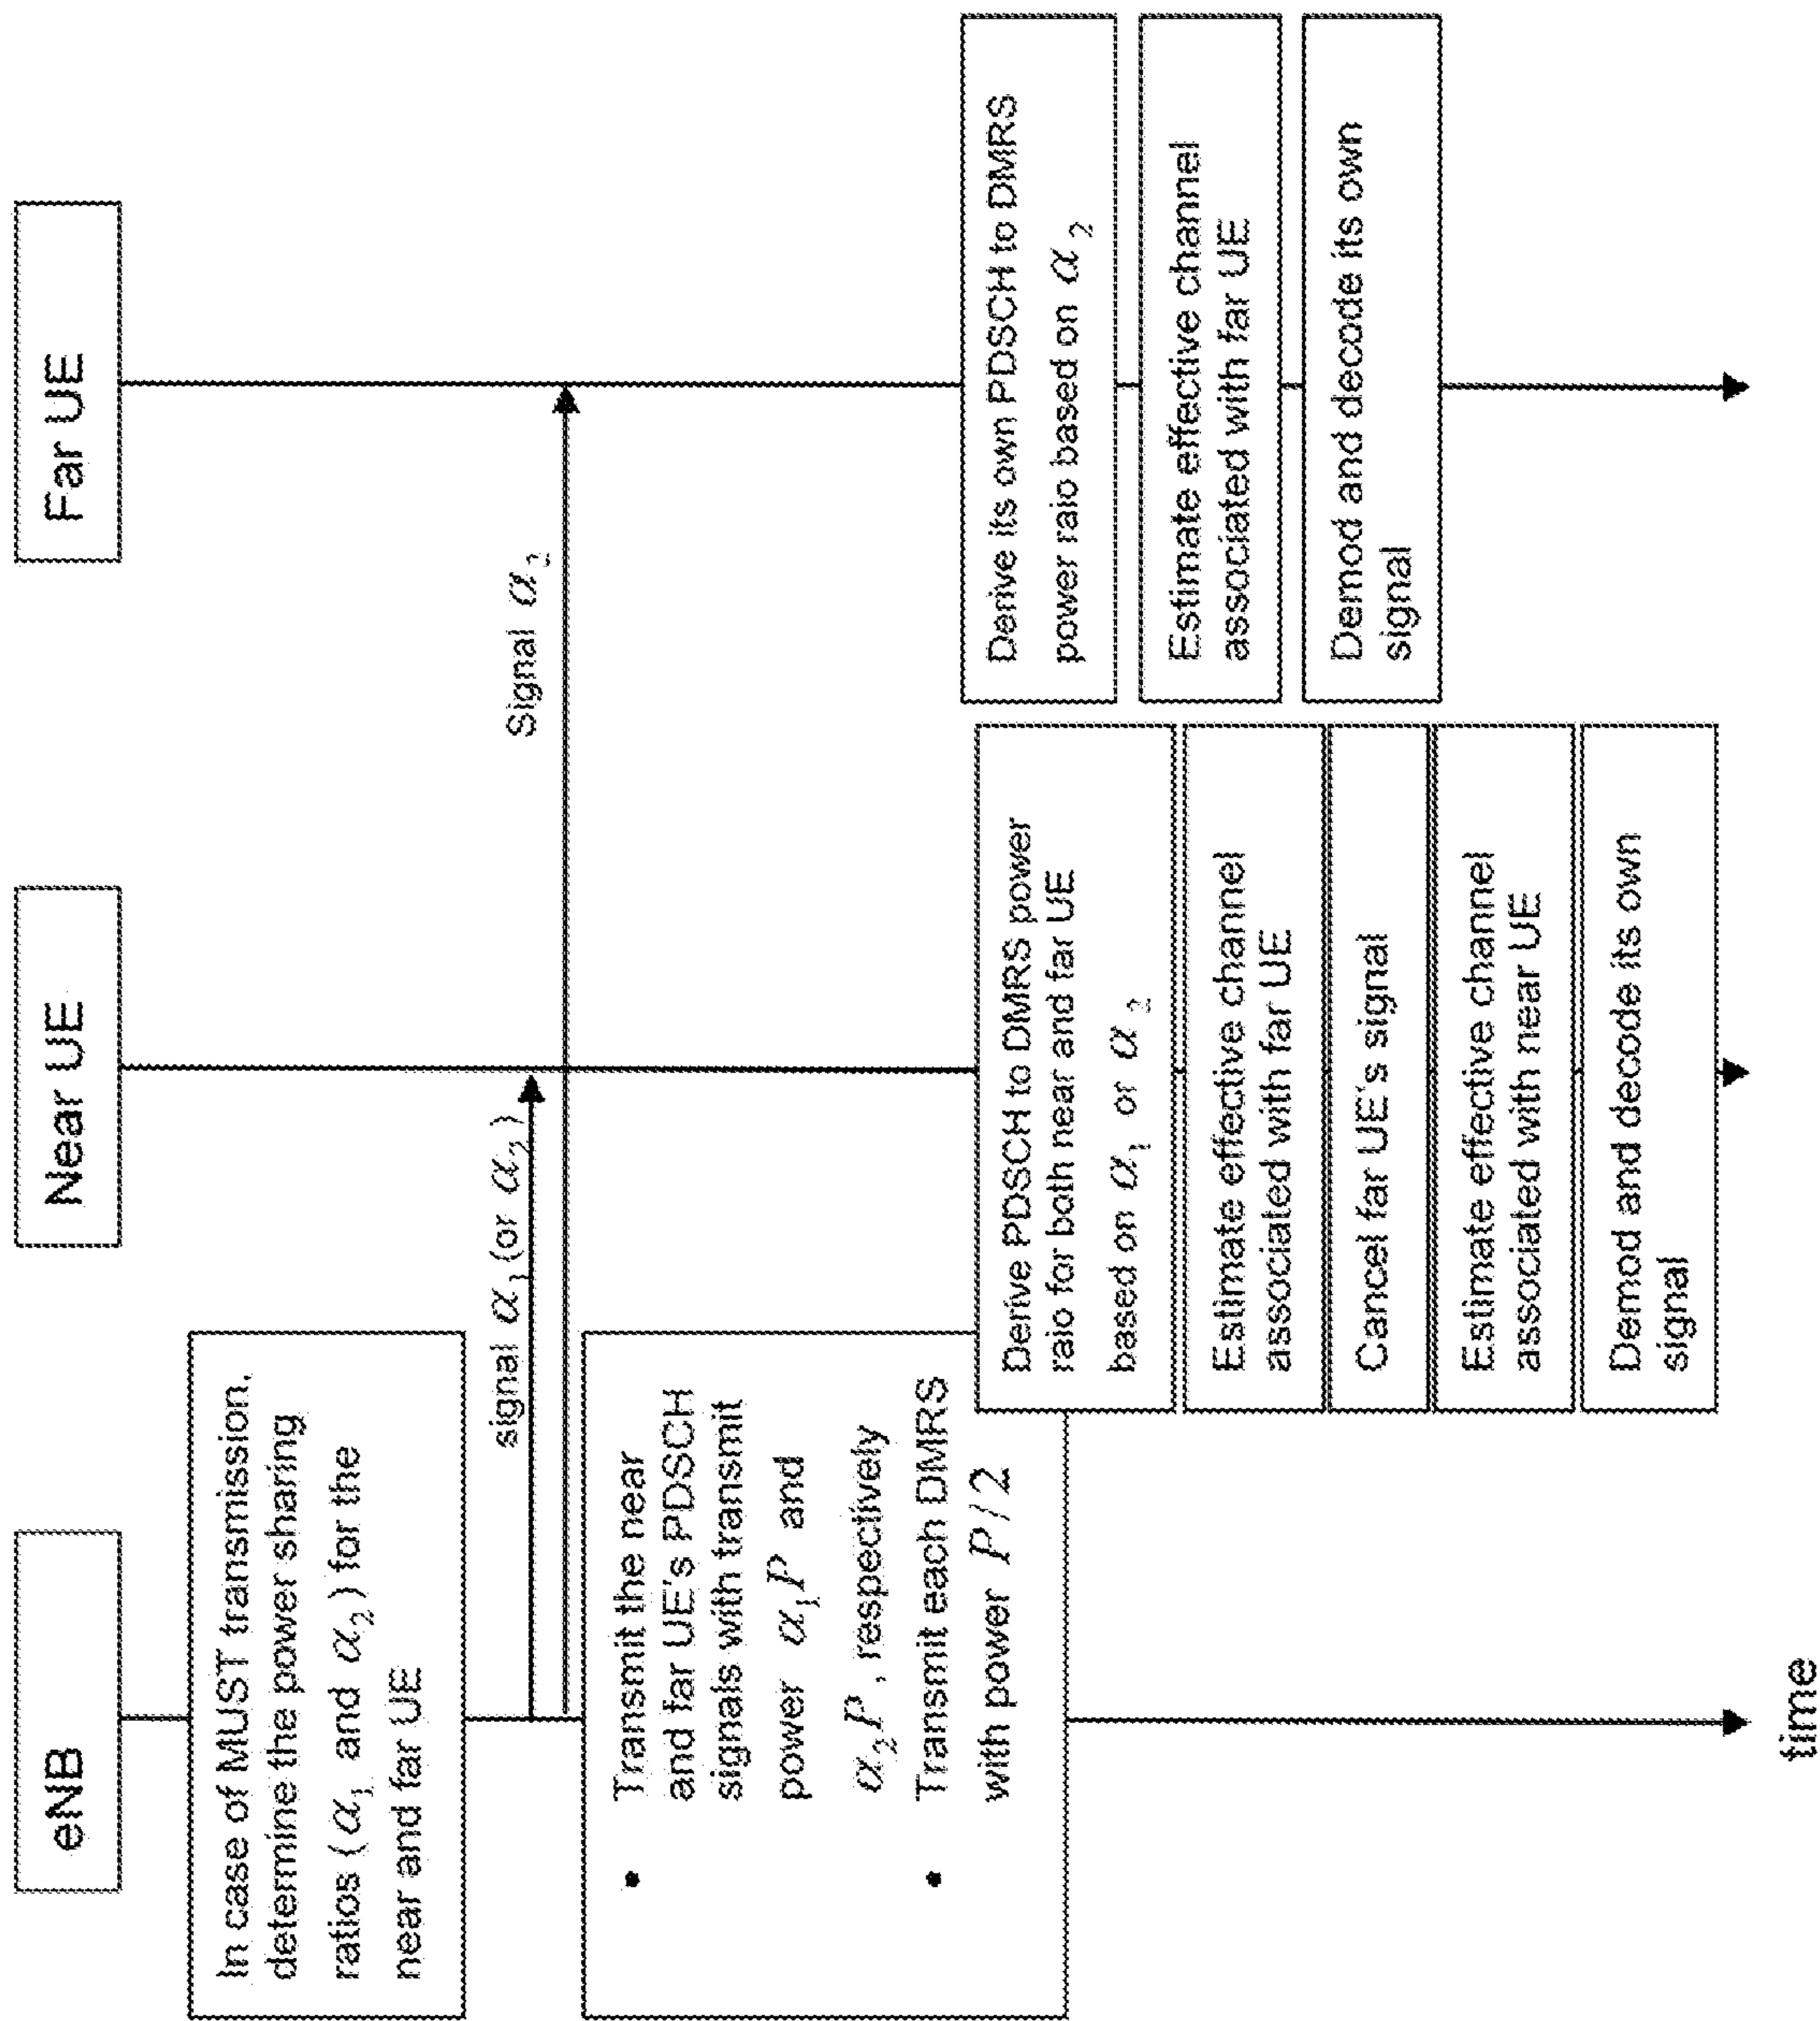 eNB
Near UE
Far UE
In case of MUST transmission,
determine the power sharing
ratios (α₁ and α₂) for the
near and far UE
signal α₁ (or α₂)
Signal α₂
• Transmit the near
and far UE's PDSCH
signals with transmit
power α₁P and
α₂P, respectively
• Transmit each DMRS
with power P/2
Derive PDSCH to DMRS power
raio for both near and far UE
based on α₁ or α₂
Estimate effective channel
associated with far UE
Cancel far UE's signal
Estimate effective channel
associated with near UE
Demod and decode its own
signal
Derive its own PDSCH to DMRS
power raio based on α₂
Estimate effective channel
associated with far UE
Demod and decode its own
signal
time